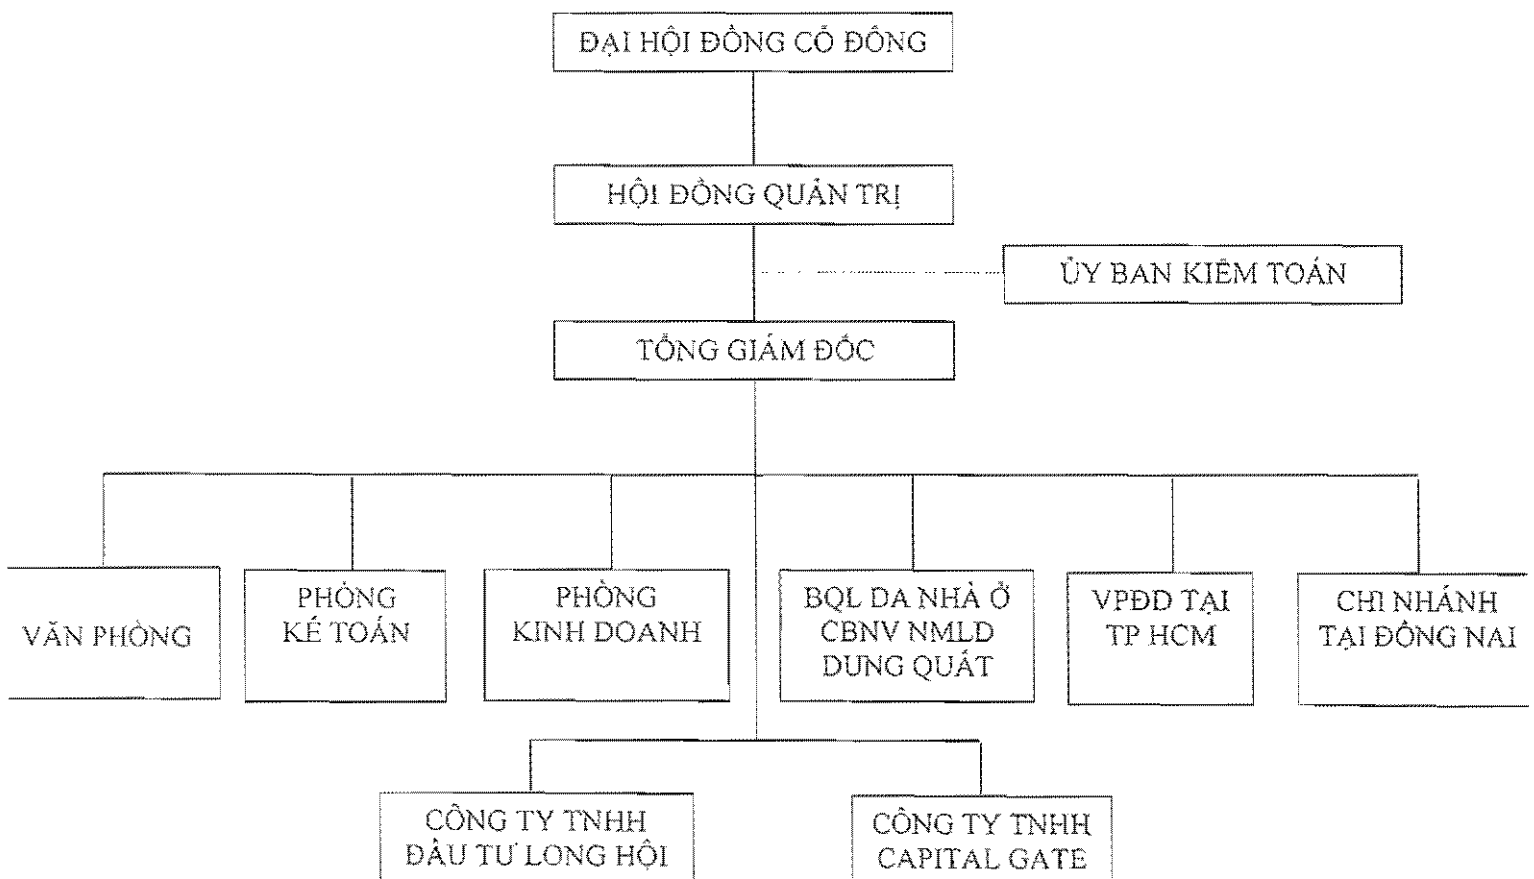 ĐẠI HỘI ĐỒNG CỔ ĐÔNG
HỘI ĐỒNG QUẢN TRỊ
ỦY BAN KIỂM TOÁN
TỔNG GIÁM ĐỐC
VĂN PHÒNG
PHÒNG
KẾ TOÁN
PHÒNG
KINH DOANH
BQL DA NHÀ Ở
CBNV NMLD
DUNG QUẤT
VPĐD TẠI
TP HCM
CHI NHÁNH
TẠI ĐỒNG NAI
CÔNG TY TNHH
ĐẦU TƯ LONG HỘI
CÔNG TY TNHH
CAPITAL GATE